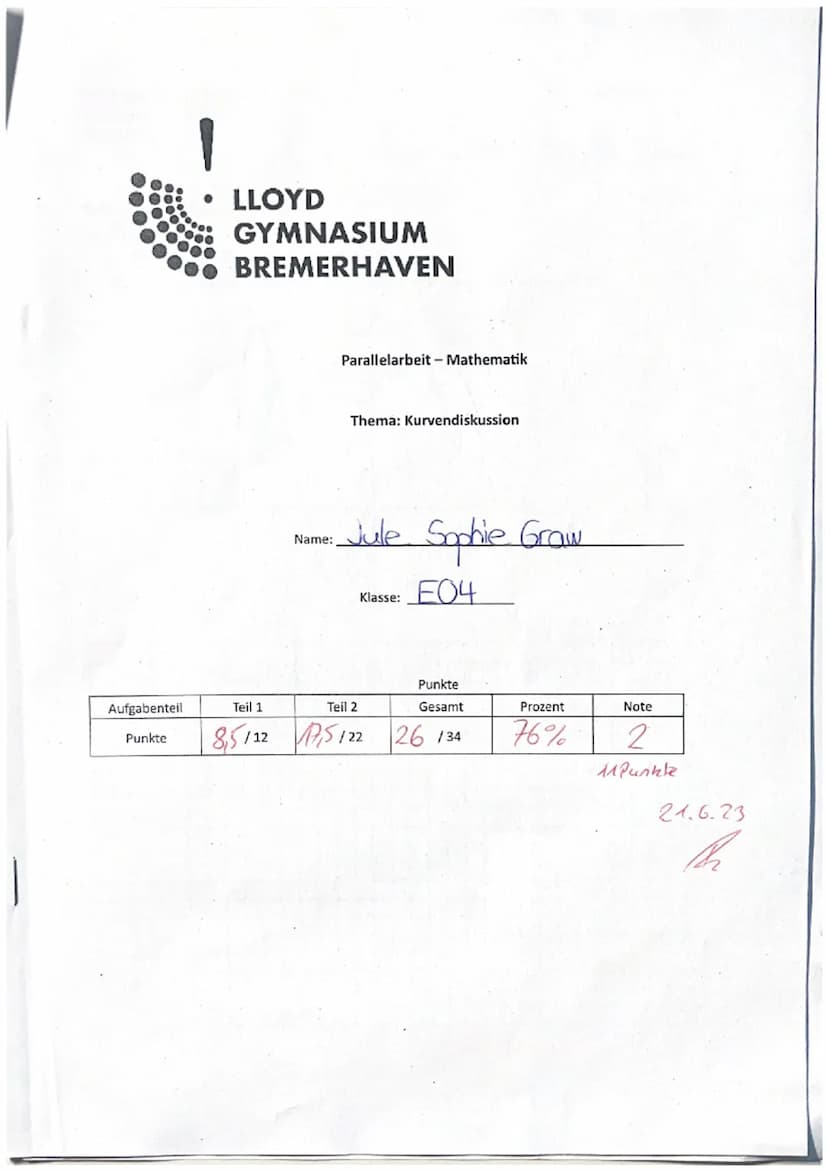 LLOYD
GYMNASIUM
BREMERHAVEN
Parallelarbeit – Mathematik
Thema: Kurvendiskussion
Name: Jule Sophie Graw
Klasse: E04
Punkte
Aufgabenteil Teil 1 Teil 2 Gesamt Prozent Note
Punkte 8,5 / 12 17,5 / 22 26 / 34 76% 2
11 Punkte
21.6.23